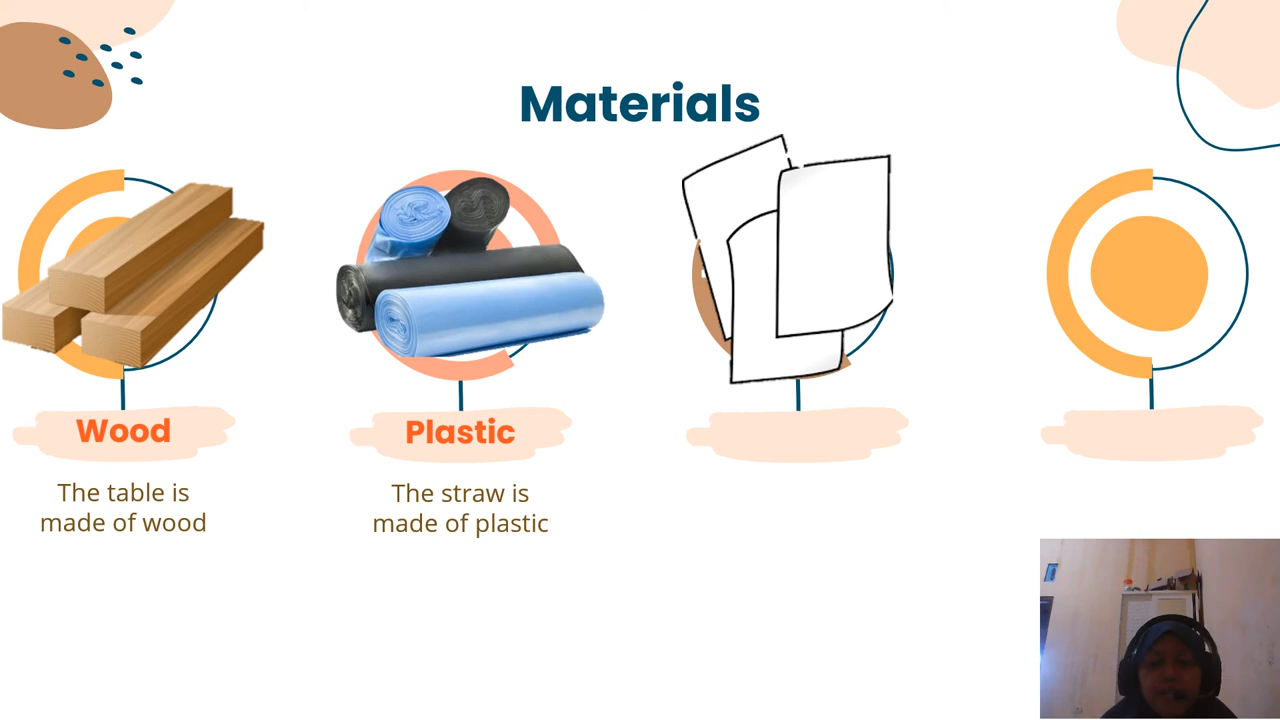 Materials
Wood
Plastic
The table is
made of wood
The straw is
made of plastic